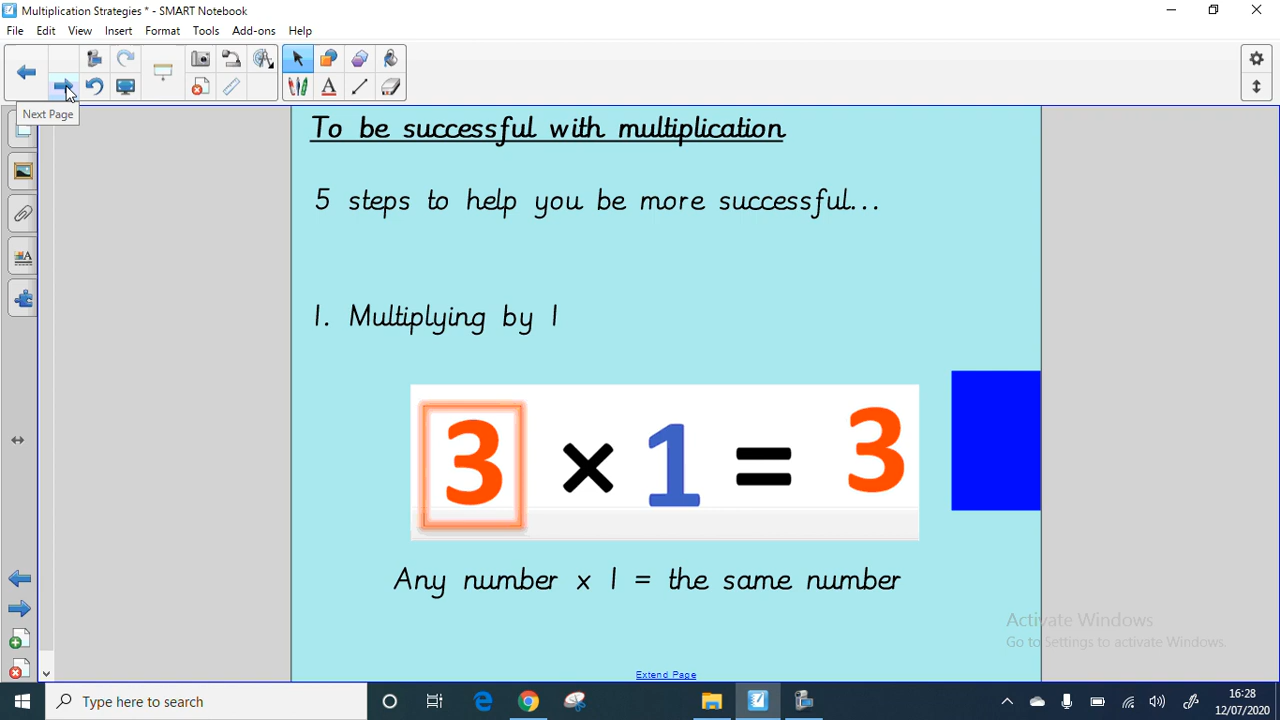 Multiplication Strategies * - SMART Notebook
File Edit View Insert Format Tools Add-ons Help
Next Page
To be successful with multiplication
5 steps to help you be more successful...
1. Multiplying by 1
3 × 1 = 3
Any number x 1 = the same number
Activate Windows
Go to Settings to activate Windows.
Extend Page
Type here to search
16:28
12/07/2020